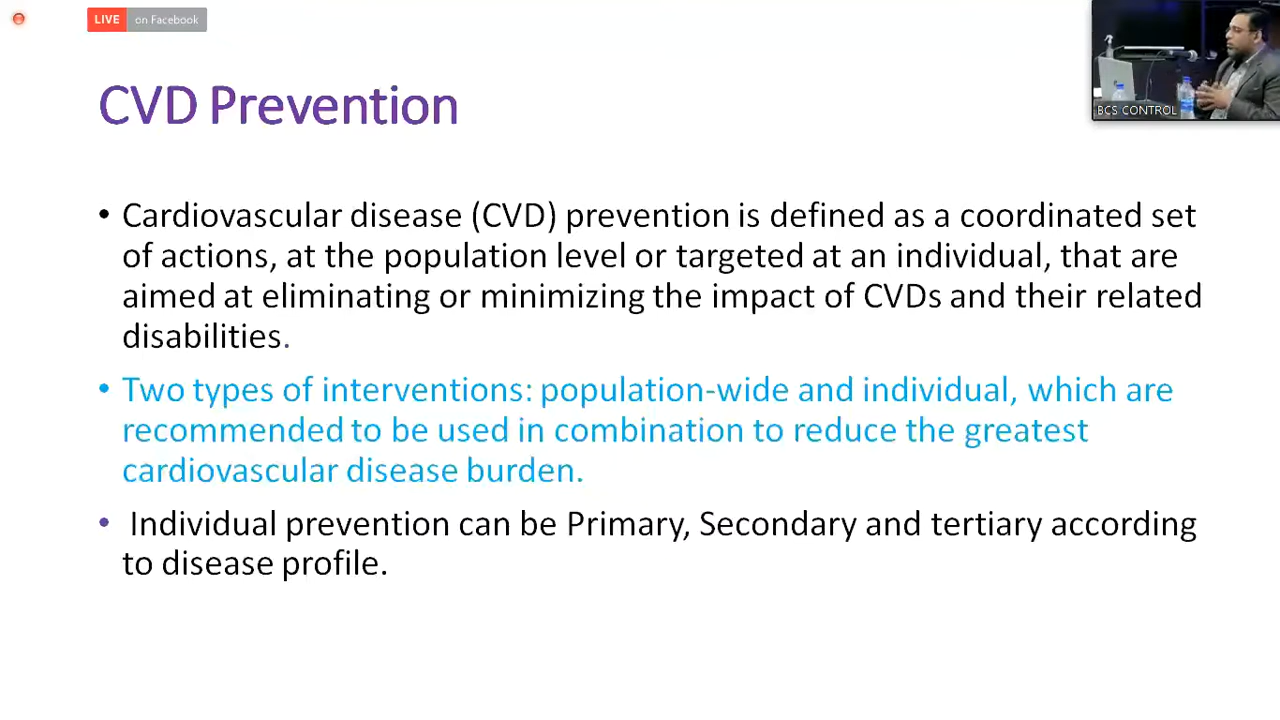 LIVE on Facebook
BCS CONTROL
CVD Prevention
• Cardiovascular disease (CVD) prevention is defined as a coordinated set
of actions, at the population level or targeted at an individual, that are
aimed at eliminating or minimizing the impact of CVDs and their related
disabilities.
• Two types of interventions: population-wide and individual, which are
recommended to be used in combination to reduce the greatest
cardiovascular disease burden.
• Individual prevention can be Primary, Secondary and tertiary according
to disease profile.